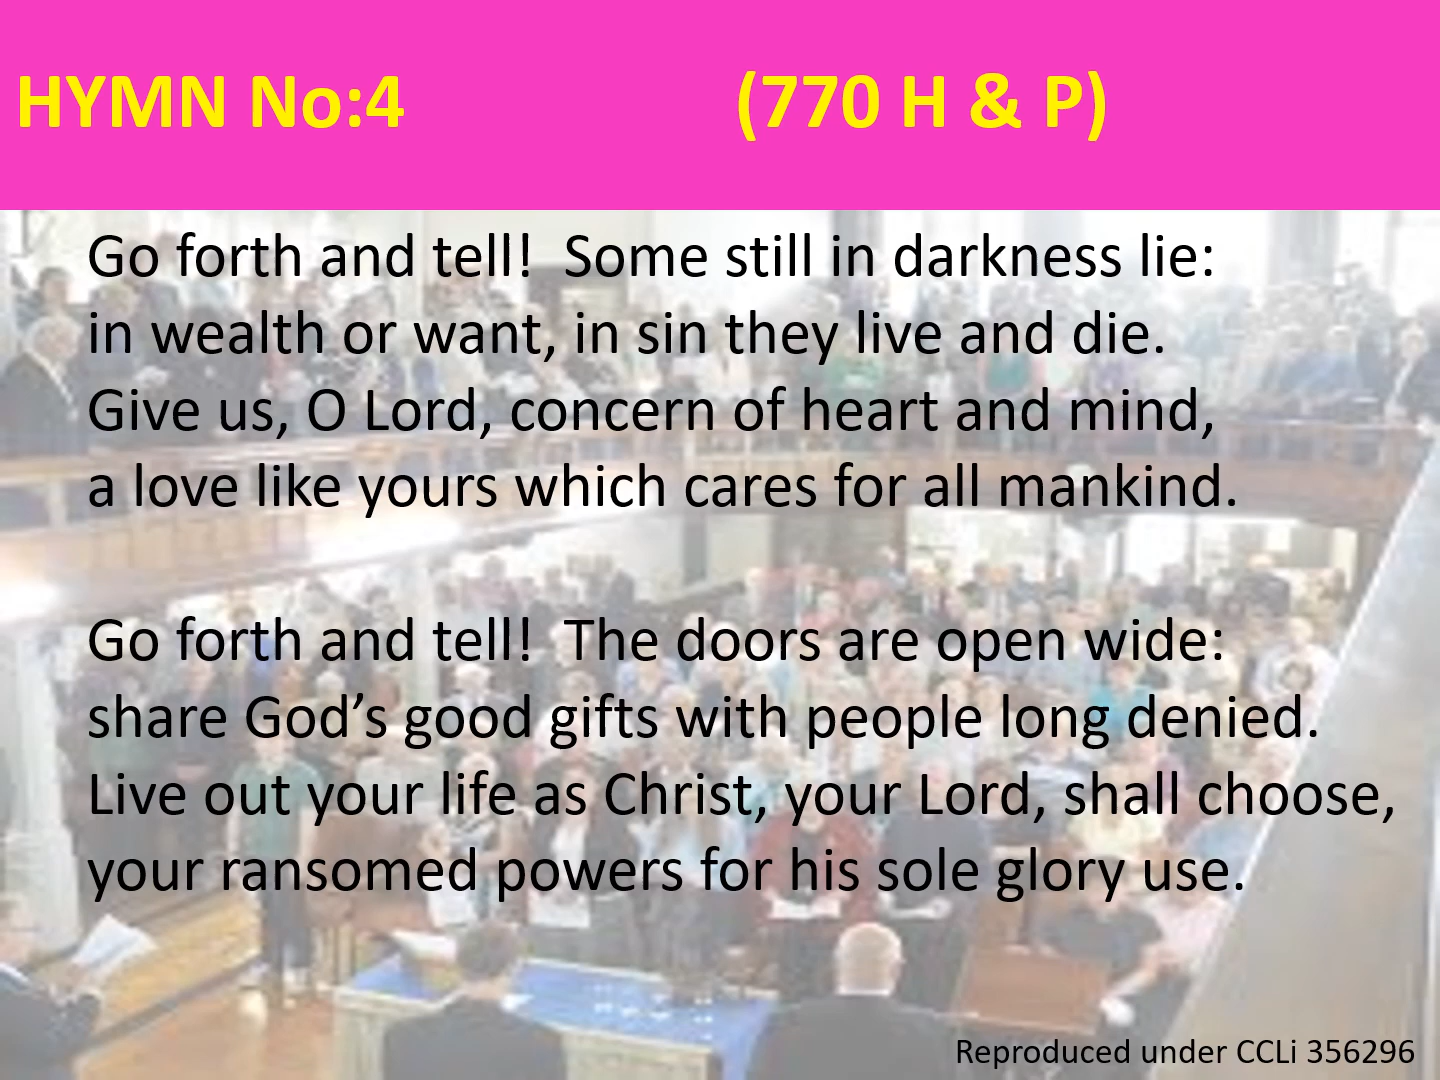 HYMN No:4 (770 H & P)
Go forth and tell! Some still in darkness lie:
in wealth or want, in sin they live and die.
Give us, O Lord, concern of heart and mind,
a love like yours which cares for all mankind.
Go forth and tell! The doors are open wide:
share God’s good gifts with people long denied.
Live out your life as Christ, your Lord, shall choose,
your ransomed powers for his sole glory use.
Reproduced under CCLi 356296